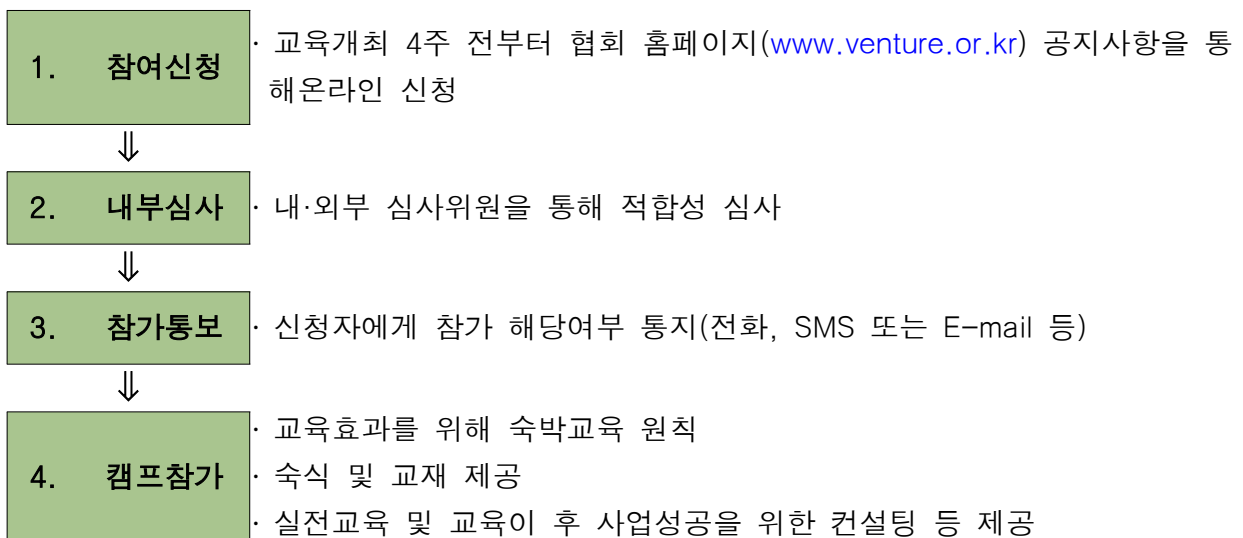 1. 참여신청
· 교육개최 4주 전부터 협회 홈페이지(www.venture.or.kr) 공지사항을 통
해온라인 신청
⇓
2. 내부심사
· 내·외부 심사위원을 통해 적합성 심사
⇓
3. 참가통보
· 신청자에게 참가 해당여부 통지(전화, SMS 또는 E-mail 등)
⇓
4. 캠프참가
· 교육효과를 위해 숙박교육 원칙
· 숙식 및 교재 제공
· 실전교육 및 교육이 후 사업성공을 위한 컨설팅 등 제공